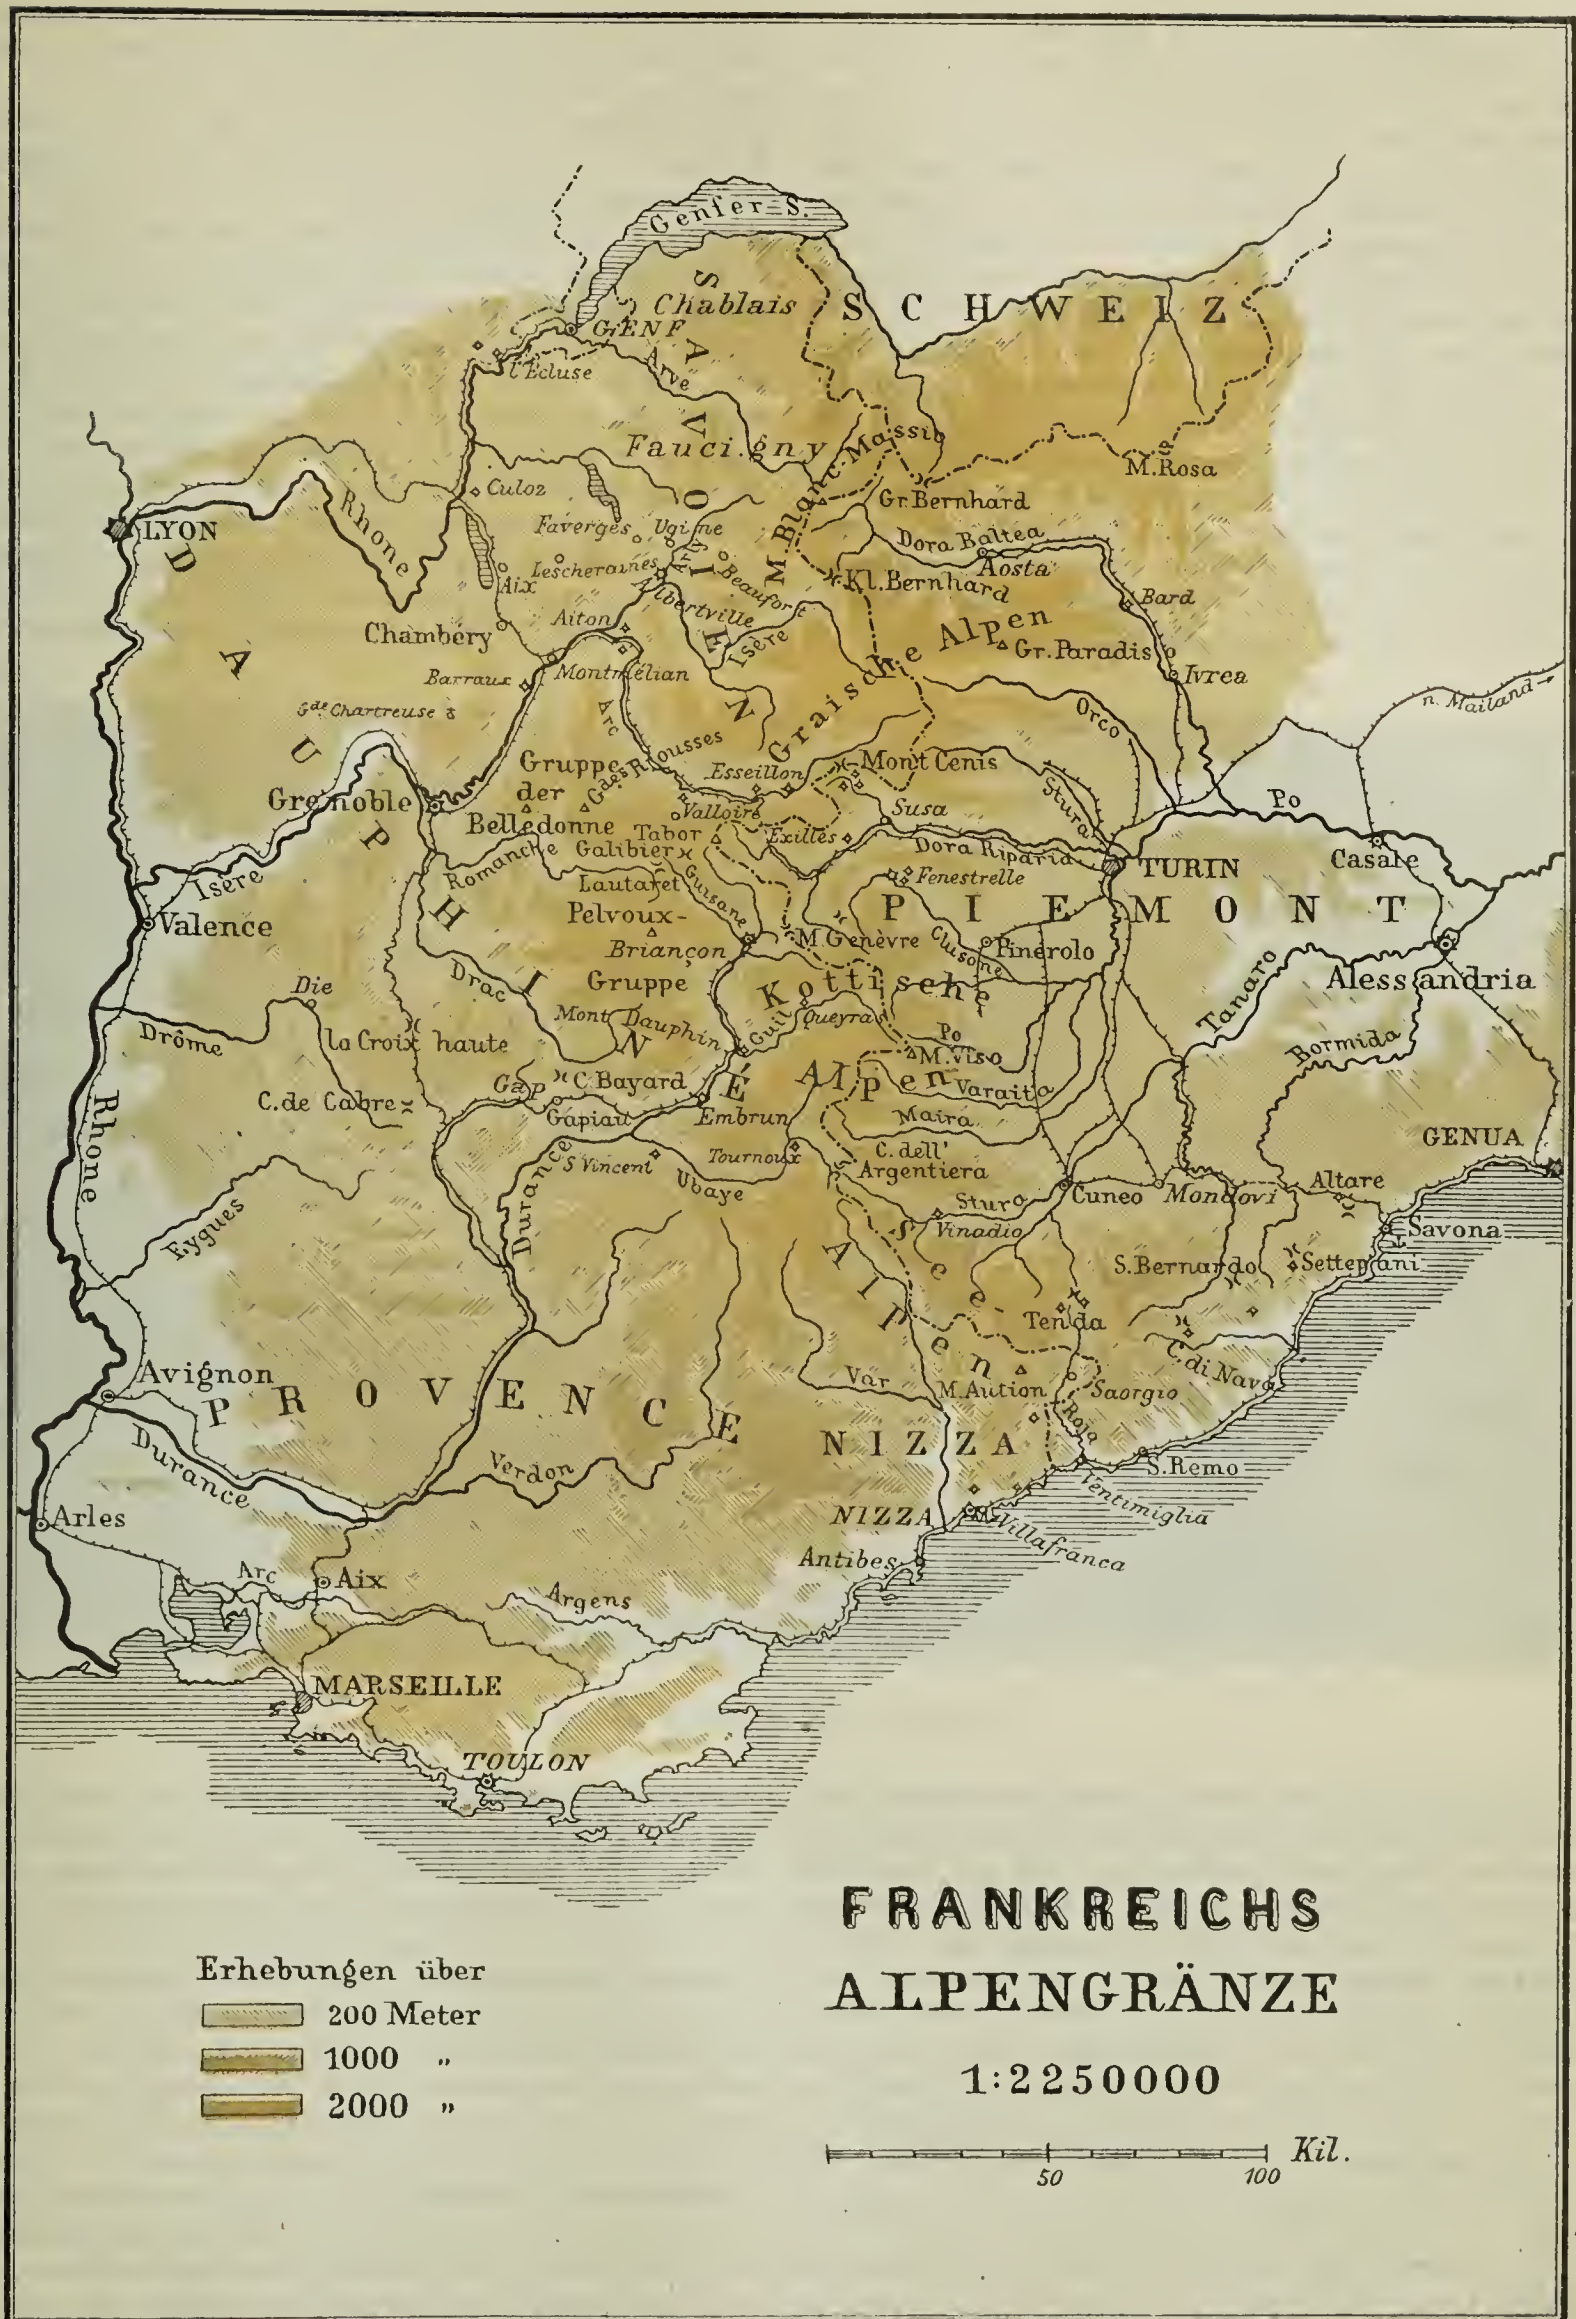 Genfer S.
SAVOIEN
Chablais
SCHWEIZ
GENF
l'Ecluse
Arve
Faucigny
M. Blanc-Massiv
M. Rosa
Culoz
Gr. Bernhard
LYON
Rhone
Faverges
Ugine
Dora Baltea
Aosta
Lescheraines
Arly
Beaufort
Kl. Bernhard
Aix
Albertville
Bard
Chambéry
Aiton
Isère
Graische Alpen
Gr. Paradis
Barraux
Montmélian
Ivrea
Gde Chartreuse
Arc
Orco
n. Mailand
DAUPHINÉ
Gruppe
der
Belledonne
G. des Rousses
Esseillon
Mont Cenis
Grenoble
Valloire
Susa
Stura
Po
Tabor
Exilles
Dora Riparia
TURIN
Casale
Romanche
Galibier
Isère
Lautaret
Guisane
Fenestrelle
PIEMONT
Valence
Pelvoux-
Briançon
Gruppe
M. Genèvre
Clusone
Pinerolo
Alessandria
Tanaro
Die
Drac
Kottische
Alpen
Mont Dauphin
Guil
Queyras
Drôme
la Croix haute
Po
M. Viso
Bormida
Gap
C. Bayard
Varaita
C. de Cabre
Gapiau
Embrun
Maira
Rhone
GENUA
S Vincent
Tournoux
C. dell'
Argentiera
Durance
Ubaye
Sturo
Cuneo
Mondovi
Altare
Eygues
Vinadio
Savona
See-
Alpen
S. Bernardo
Settepani
Tenda
Avignon
Var
M. Aution
Saorgio
C. di Nava
PROVENCE
Roja
NIZZA
Durance
Verdon
S. Remo
Arles
NIZZA
Ventimiglia
Villafranca
Antibes
Arc
Aix
Argens
MARSEILLE
TOULON
FRANKREICHS
ALPENGRÄNZE
1:2250000
Kil.
50 100
Erhebungen über
200 Meter
1000 "
2000 "